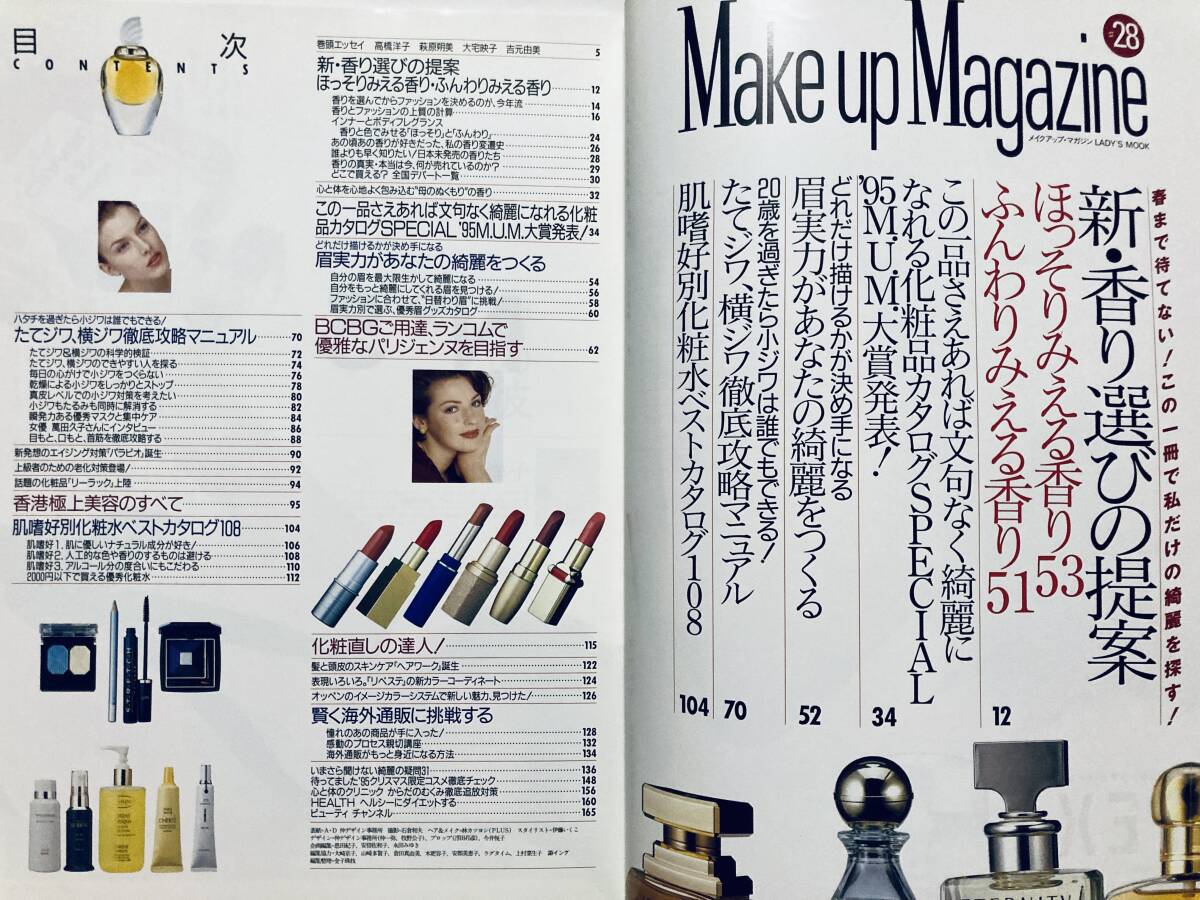 目次
CONTENTS
ハタチを過ぎたら小ジワは誰でもできる!
たてジワ、横ジワ徹底攻略マニュアル 70
たてジワ&横ジワの科学的検証 72
たてジワ、横ジワのできやすい人を探る 74
毎日の心がけで小ジワをつくらない 76
乾燥による小ジワをしっかりとストップ 78
真皮レベルでの小ジワ対策を考えたい 80
小ジワもたるみも同時に解消する 82
瞬発力ある優秀マスクと集中ケア 84
女優 萬田久子さんにインタビュー 86
目もと、口もと、首筋を徹底攻略する 88
新発想のエイジング対策「パラビオ」誕生 90
上級者のための老化対策登場! 92
話題の化粧品「リーラック」上陸 94
香港極上美容のすべて 95
肌嗜好別化粧水ベストカタログ108 104
肌嗜好1. 肌に優しいナチュラル成分が好き! 106
肌嗜好2. 人工的な色や香りのするものは避ける 108
肌嗜好3. アルコール分の度合いにもこだわる 110
2000円以下で買える優秀化粧水 112
巻頭エッセイ 高橋洋子 萩原朔美 大宅映子 吉元由美 5
新・香り選びの提案
ほっそりみえる香り・ふんわりみえる香り 12
香りを選んでからファッションを決めるのが、今年流 14
香りとファッションの上質の計算 16
インナーとボディフレグランス
香りと色でみせる「ほっそり」と「ふんわり」 24
あの頃あの香りが好きだった、私の香り変遷史 26
誰よりも早く知りたい!日本未発売の香りたち 28
香りの真実・本当は今、何が売れているのか? 29
どこで買える? 全国デパート一覧 30
心と体を心地よく包み込む"母のぬくもり"の香り 32
この一品さえあれば文句なく綺麗になれる化粧
品カタログSPECIAL '95M.U.M.大賞発表! 34
どれだけ描けるかが決め手になる
眉実力があなたの綺麗をつくる
自分の眉を最大限生かして綺麗になる 54
自分をもっと綺麗にしてくれる眉を見つける! 56
ファッションに合わせて、"日替わり眉"に挑戦! 58
眉実力別で選ぶ、優秀眉グッズカタログ 60
BCBGご用達、ランコムで
優雅なパリジェンヌを目指す 62
化粧直しの達人! 115
髪と頭皮のスキンケア「ヘアワーク」誕生 122
表現いろいろ。「リベステ」の新カラーコーディネート 124
オッペンのイメージカラーシステムで新しい魅力、見つけた! 126
賢く海外通販に挑戦する
憧れのあの商品が手に入った! 128
感動のプロセス親切講座 132
海外通販がもっと身近になる方法 134
いまさら聞けない綺麗の疑問31 136
待ってました'95クリスマス限定コスメ徹底チェック 148
心と体のクリニック からだのむくみ徹底追放対策 156
HEALTH ヘルシーにダイエットする 160
ビューティ チャンネル 165
Make up Magazine
#28
メイクアップ・マガジン LADY'S MOOK
春まで待てない!この一冊で私だけの綺麗を探す!
新・香り選びの提案
ほっそりみえる香り53
ふんわりみえる香り51
12
この一品さえあれば文句なく綺麗に
なれる化粧品カタログSPECIAL
'95M.U.M.大賞発表!
34
どれだけ描けるかが決め手になる
眉実力があなたの綺麗をつくる
52
20歳を過ぎたら小ジワは誰でもできる!
たてジワ、横ジワ徹底攻略マニュアル
70
肌嗜好別化粧水ベストカタログ108
104
ETERNITY